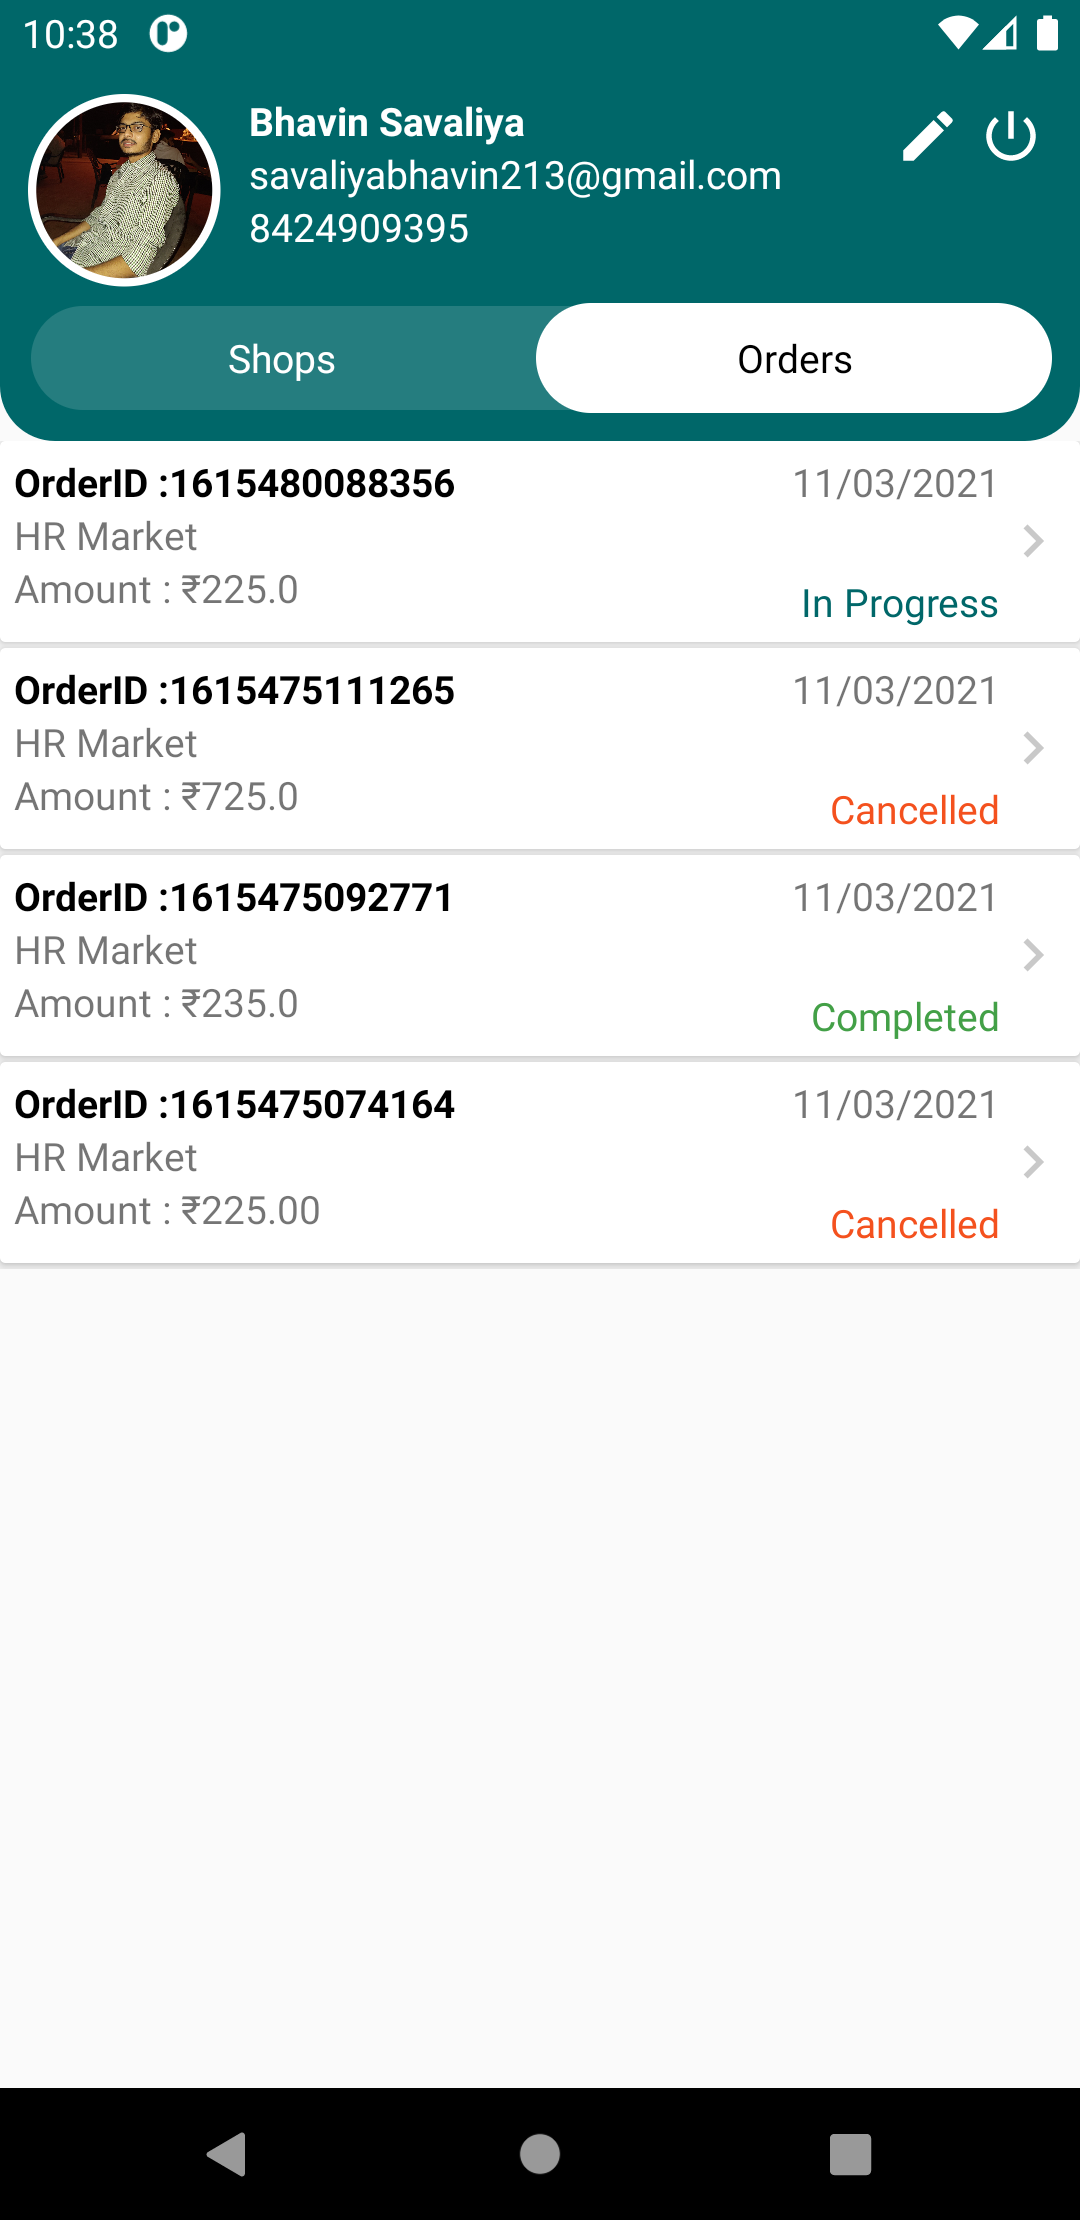 10:38
Bhavin Savaliya
savaliyabhavin213@gmail.com
8424909395
Shops Orders
OrderID :1615480088356 11/03/2021
HR Market
Amount : ₹225.0
In Progress
OrderID :1615475111265 11/03/2021
HR Market
Amount : ₹725.0
Cancelled
OrderID :1615475092771 11/03/2021
HR Market
Amount : ₹235.0
Completed
OrderID :1615475074164 11/03/2021
HR Market
Amount : ₹225.00
Cancelled